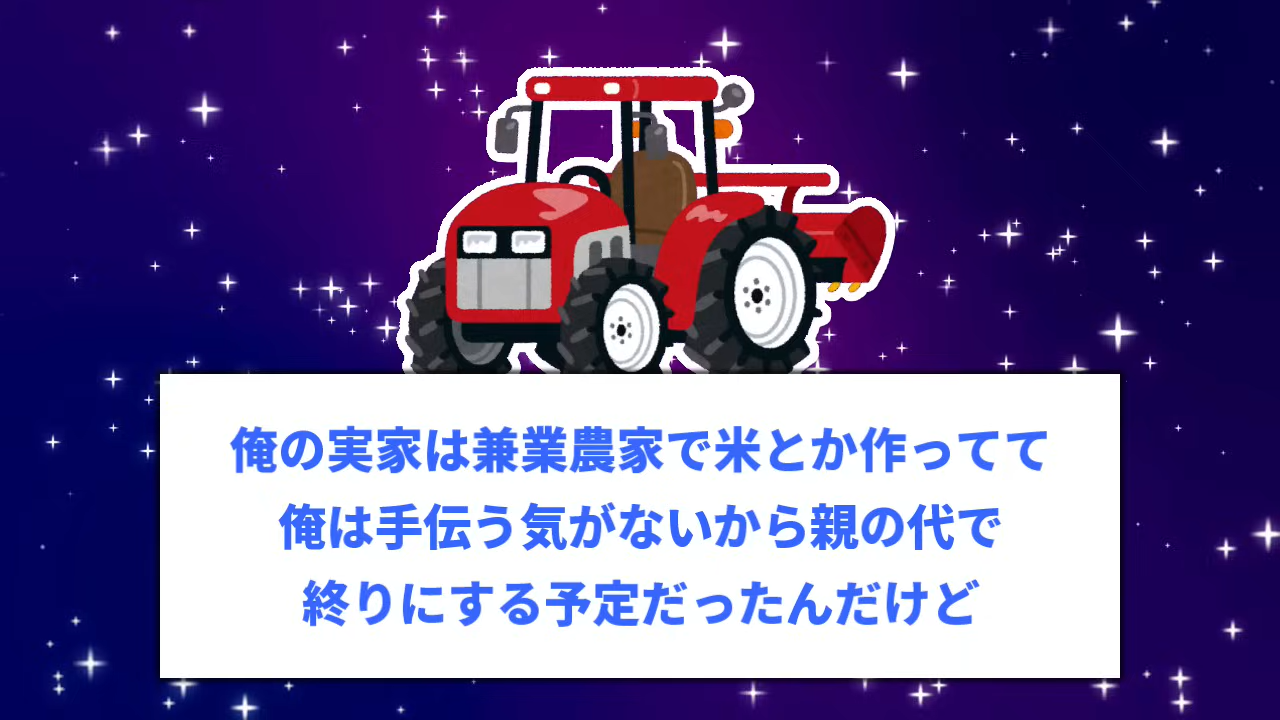 俺の実家は兼業農家で米とか作ってて
俺は手伝う気がないから親の代で
終りにする予定だったんだけど